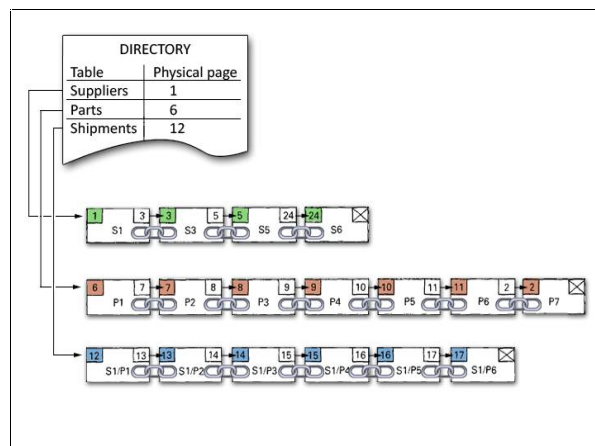 DIRECTORY
Table Physical page
Suppliers 1
Parts 6
Shipments 12
1 3 3 5 5 24 24
S1 S3 S5 S6
6 7 7 8 8 9 9 10 10 11 11 2 2
P1 P2 P3 P4 P5 P6 P7
12 13 13 14 14 15 15 16 16 17 17
S1/P1 S1/P2 S1/P3 S1/P4 S1/P5 S1/P6